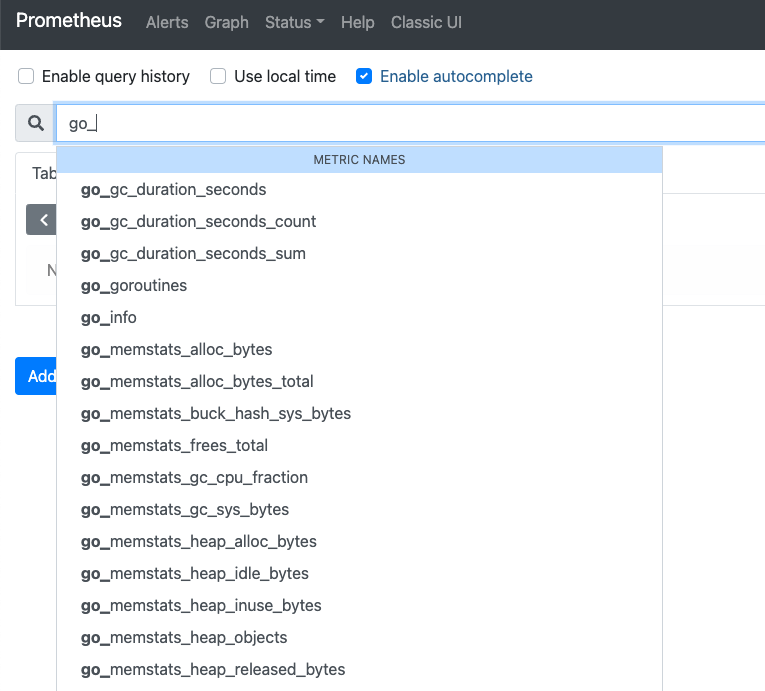 Prometheus Alerts Graph Status Help Classic UI
Enable query history Use local time Enable autocomplete
go_
METRIC NAMES
Tab
go_gc_duration_seconds
go_gc_duration_seconds_count
go_gc_duration_seconds_sum
N
go_goroutines
go_info
go_memstats_alloc_bytes
Add
go_memstats_alloc_bytes_total
go_memstats_buck_hash_sys_bytes
go_memstats_frees_total
go_memstats_gc_cpu_fraction
go_memstats_gc_sys_bytes
go_memstats_heap_alloc_bytes
go_memstats_heap_idle_bytes
go_memstats_heap_inuse_bytes
go_memstats_heap_objects
go_memstats_heap_released_bytes